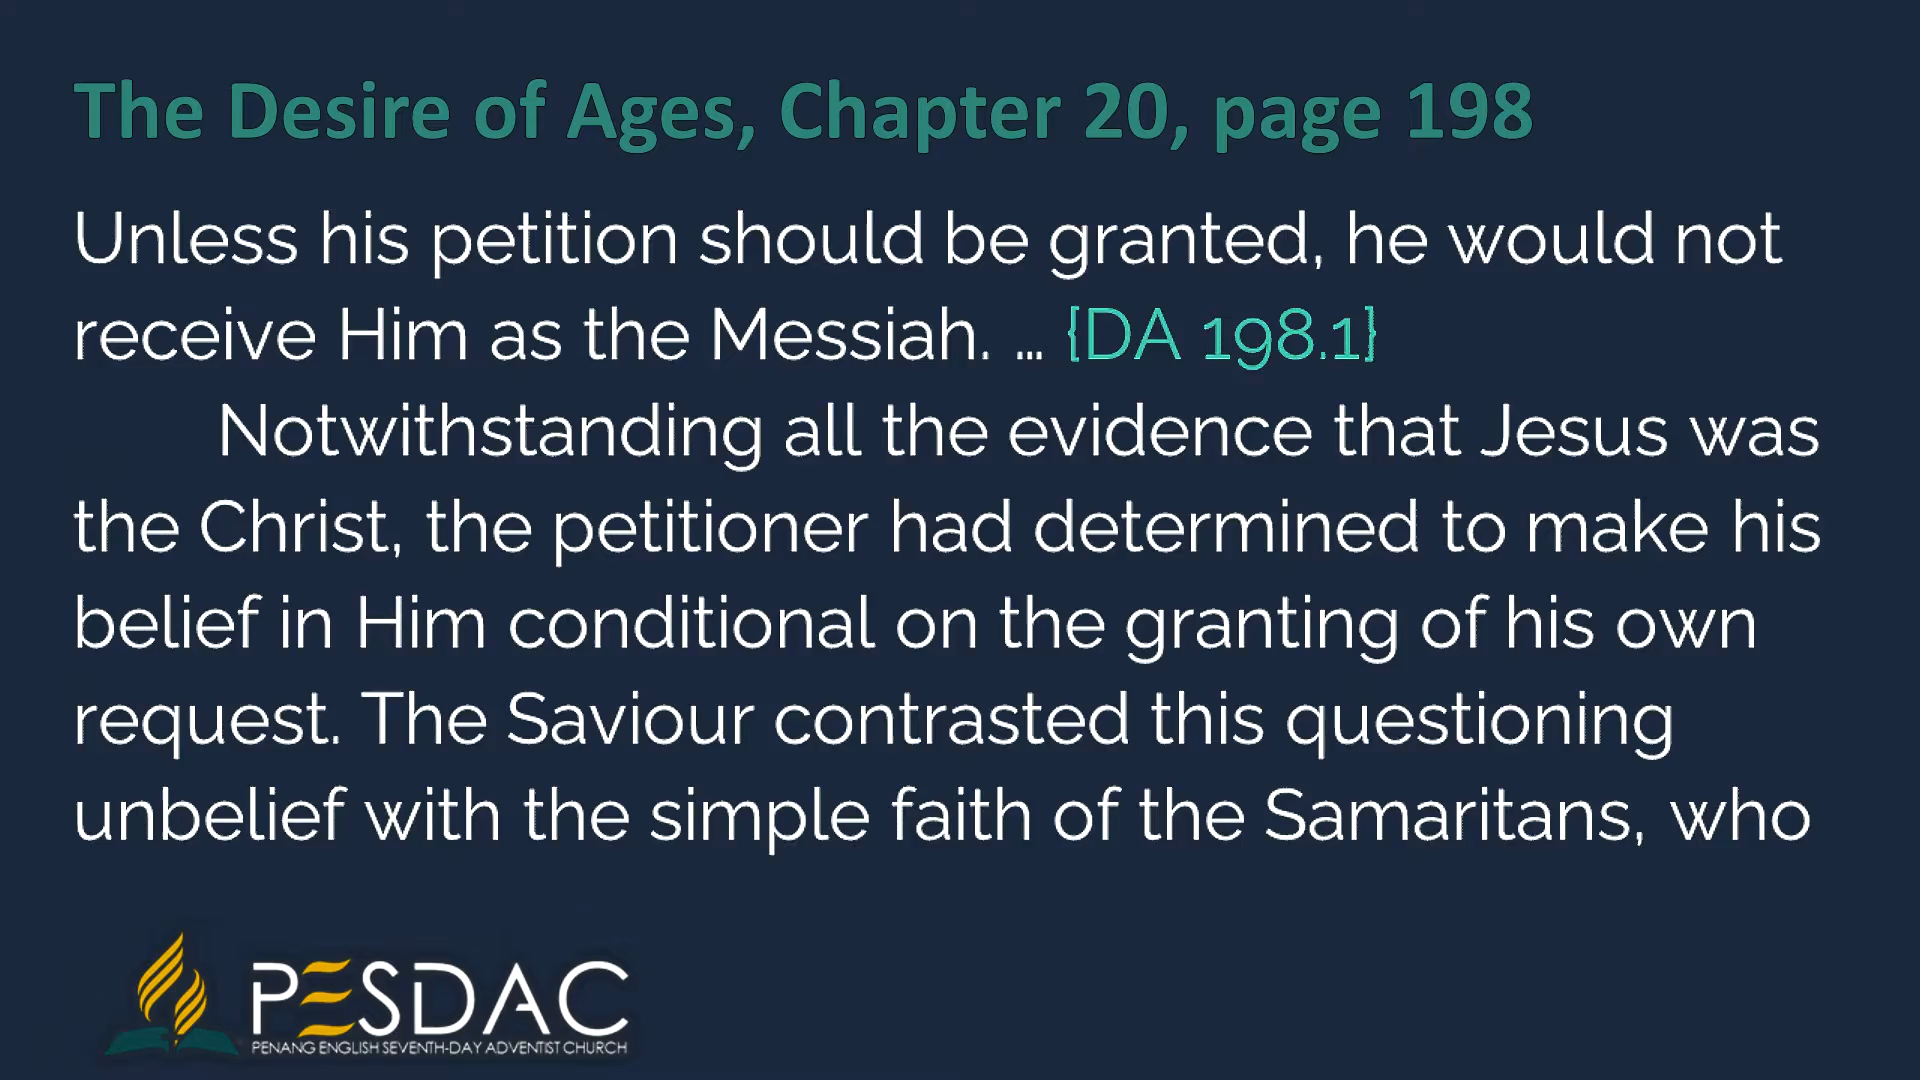 The Desire of Ages, Chapter 20, page 198
Unless his petition should be granted, he would not
receive Him as the Messiah. ... {DA 198.1}
Notwithstanding all the evidence that Jesus was
the Christ, the petitioner had determined to make his
belief in Him conditional on the granting of his own
request. The Saviour contrasted this questioning
unbelief with the simple faith of the Samaritans, who
PESDAC
PENANG ENGLISH SEVENTH-DAY ADVENTIST CHURCH